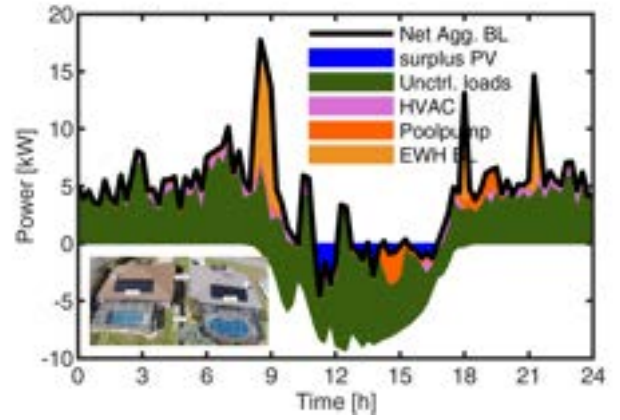 20
15
10
5
0
-5
-10
Power [kW]
Net Agg. BL
surplus PV
Unctrl. loads
HVAC
Poolpump
EWH BL
0 3 6 9 12 15 18 21 24
Time [h]